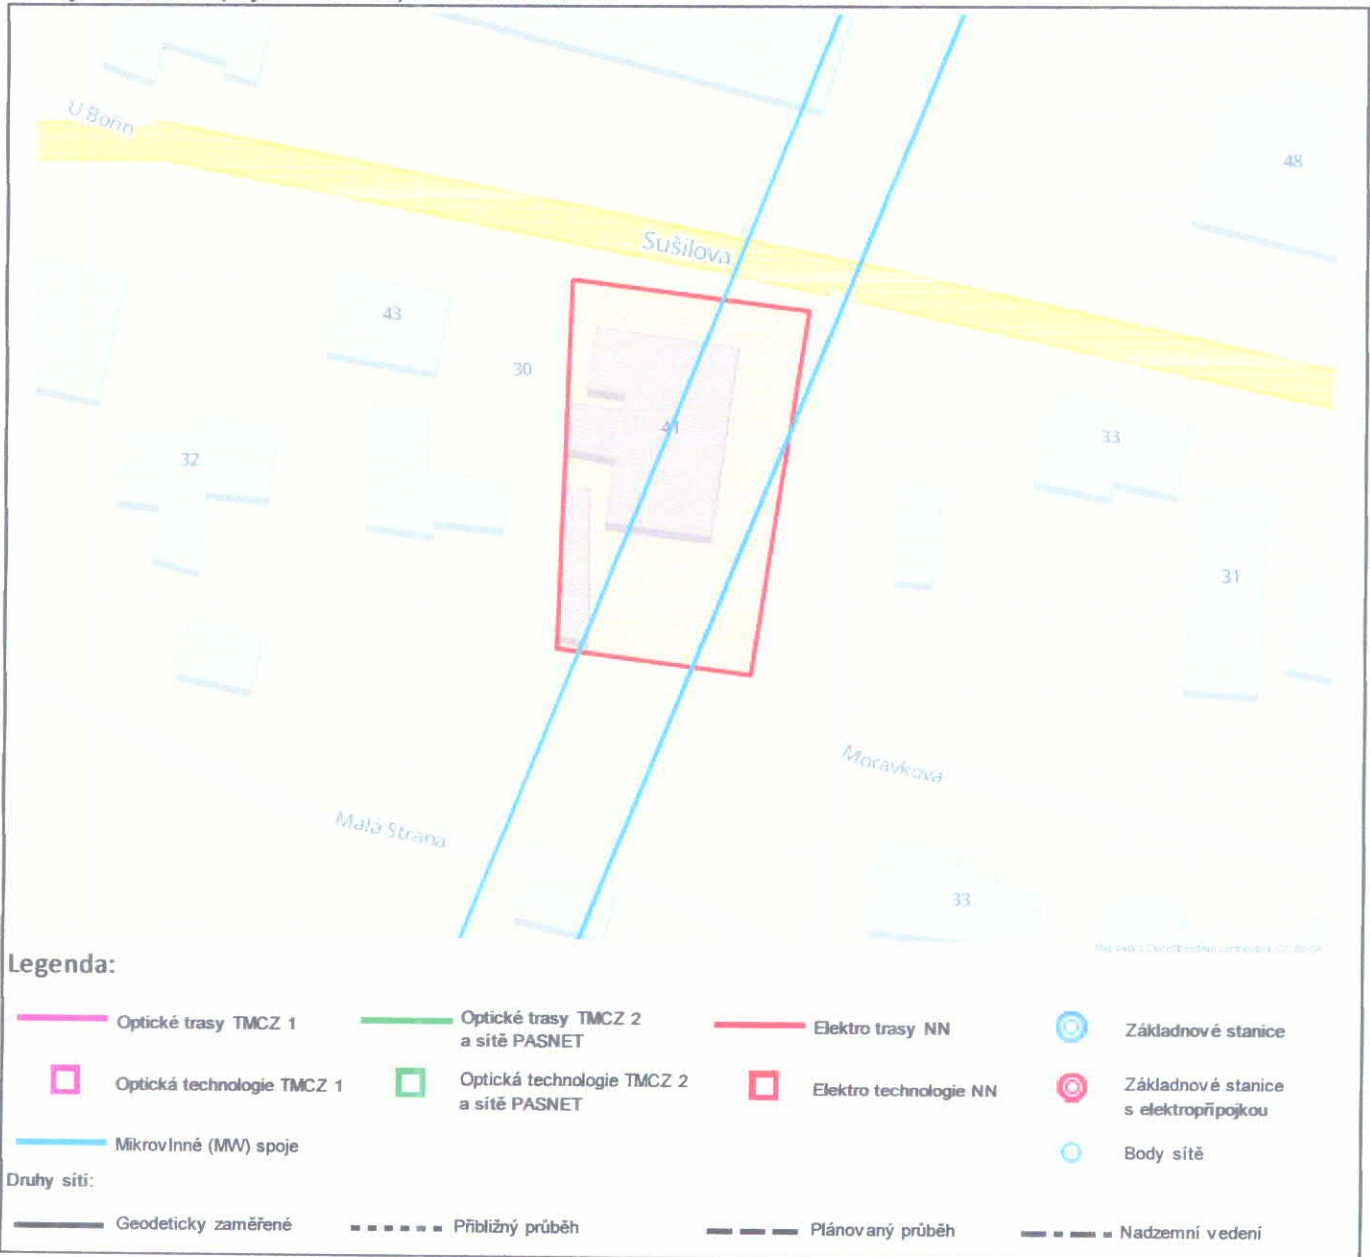 U Borin
48
Sušilova
43
30
41
33
32
31
Moravkova
Malá Strana
33
Legenda:
Optické trasy TMCZ 1
Optické trasy TMCZ 2
a sítě PASNET
Elektro trasy NN
Základnové stanice
Optická technologie TMCZ 1
Optická technologie TMCZ 2
a sítě PASNET
Elektro technologie NN
Základnové stanice
s elektropřípojkou
Mikrovlnné (MW) spoje
Body sítě
Druhy sítí:
Geodeticky zaměřené
Přibližný průběh
Plánovaný průběh
Nadzemní vedení